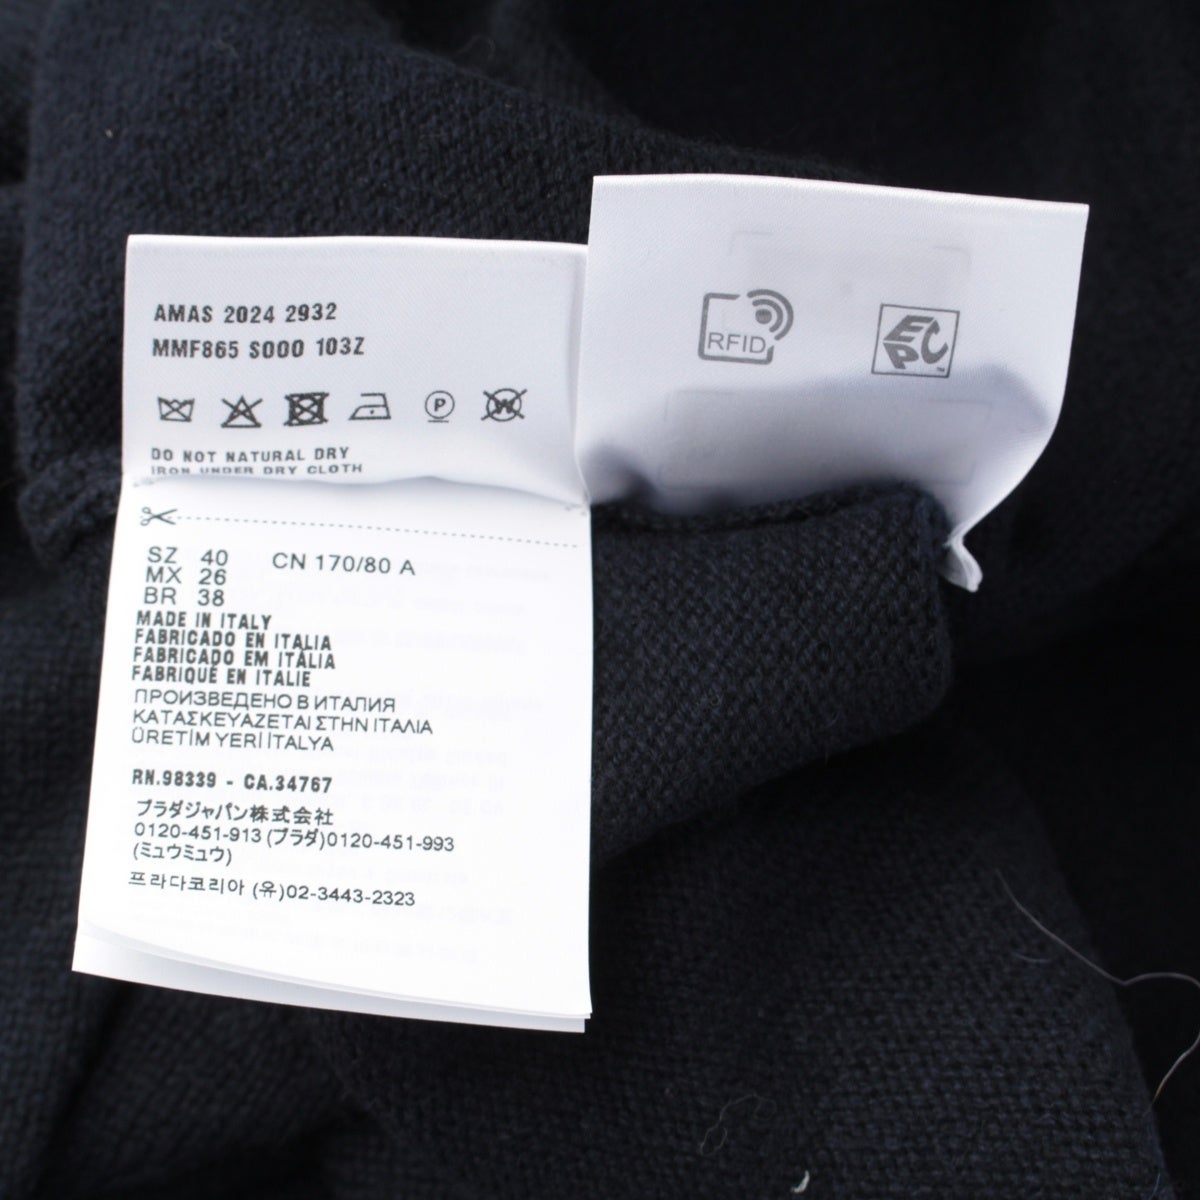 AMAS 2024 2932
MMF865 S000 103Z
P W
DO NOT NATURAL DRY
IRON UNDER DRY CLOTH
SZ 40 CN 170/80 A
MX 26
BR 38
MADE IN ITALY
FABRICADO EN ITALIA
FABRICADO EM ITÁLIA
FABRIQUÉ EN ITALIE
ПРОИЗВЕДЕНО В ИТАЛИЯ
ΚΑΤΑΣΚΕΥΑΖΕΤΑΙ ΣΤΗΝ ΙΤΑΛΙΑ
ÜRETİM YERİ İTALYA
RN.98339 - CA.34767
プラダジャパン株式会社
0120-451-913 (プラダ)0120-451-993
(ミュウミュウ)
프라다코리아 (유)02-3443-2323
RFID
EPC™